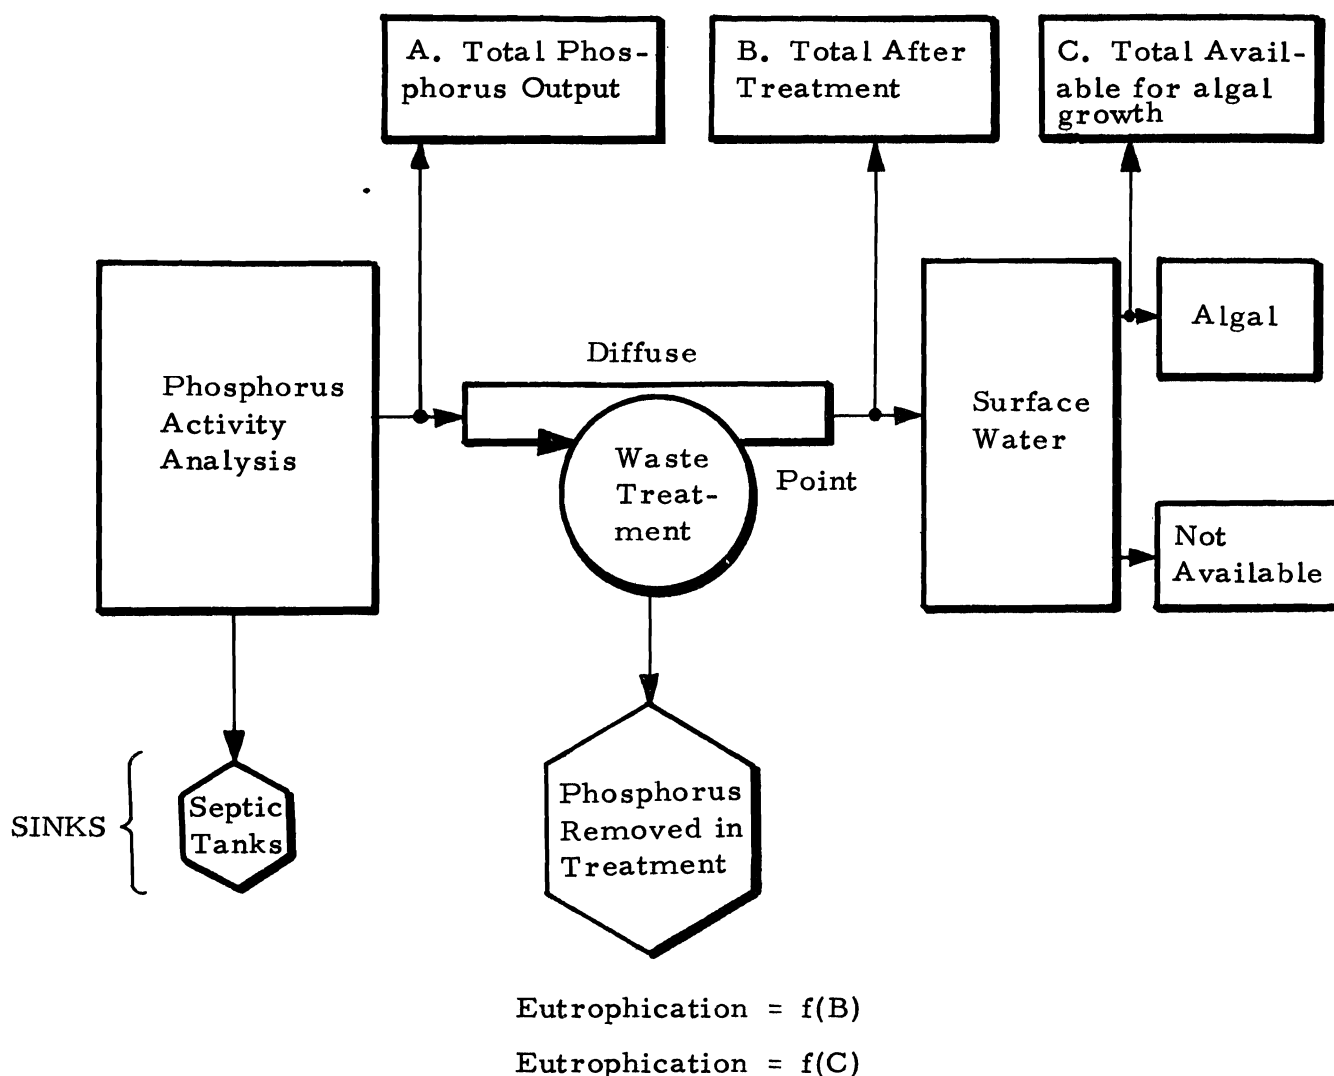 A. Total Phos-
phorus Output
B. Total After
Treatment
C. Total Avail-
able for algal
growth
Phosphorus
Activity
Analysis
Diffuse
Waste
Treat-
ment
Point
Surface
Water
Algal
Not
Available
SINKS
Septic
Tanks
Phosphorus
Removed in
Treatment
Eutrophication = f(B)
Eutrophication = f(C)